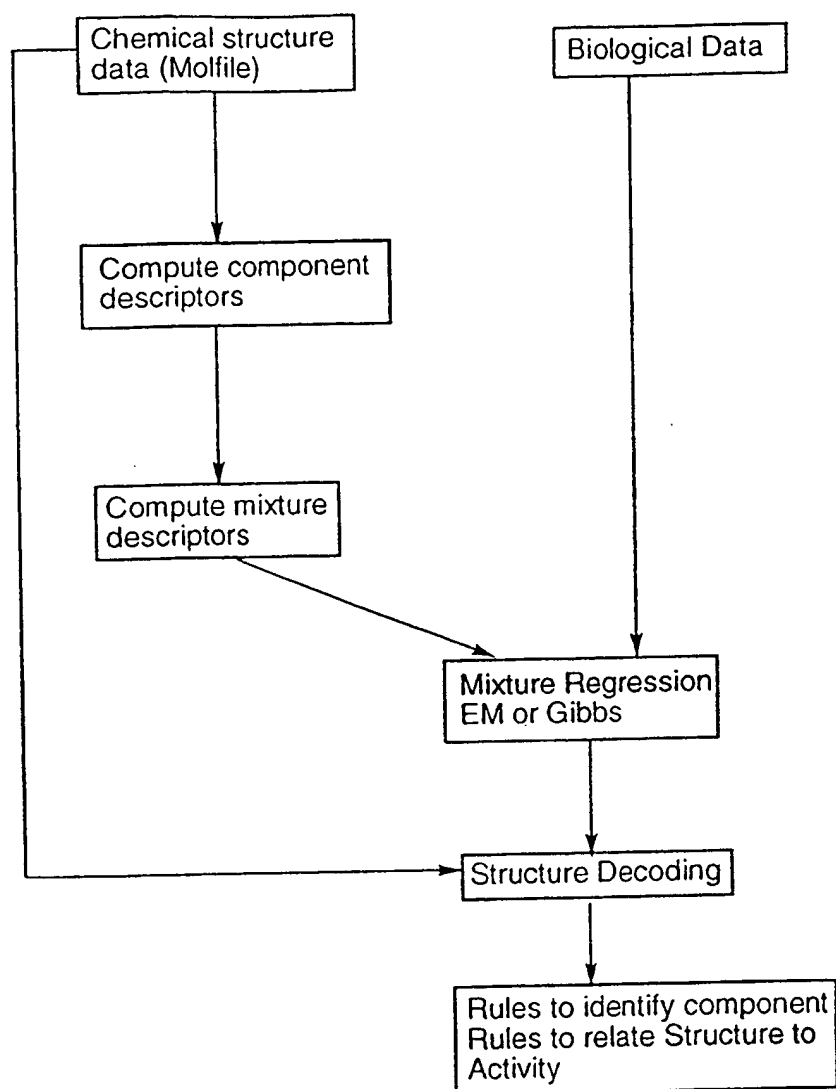 Chemical structure
data (Molfile)
Biological Data
Compute component
descriptors
Compute mixture
descriptors
Mixture Regression
EM or Gibbs
Structure Decoding
Rules to identify component
Rules to relate Structure to
Activity